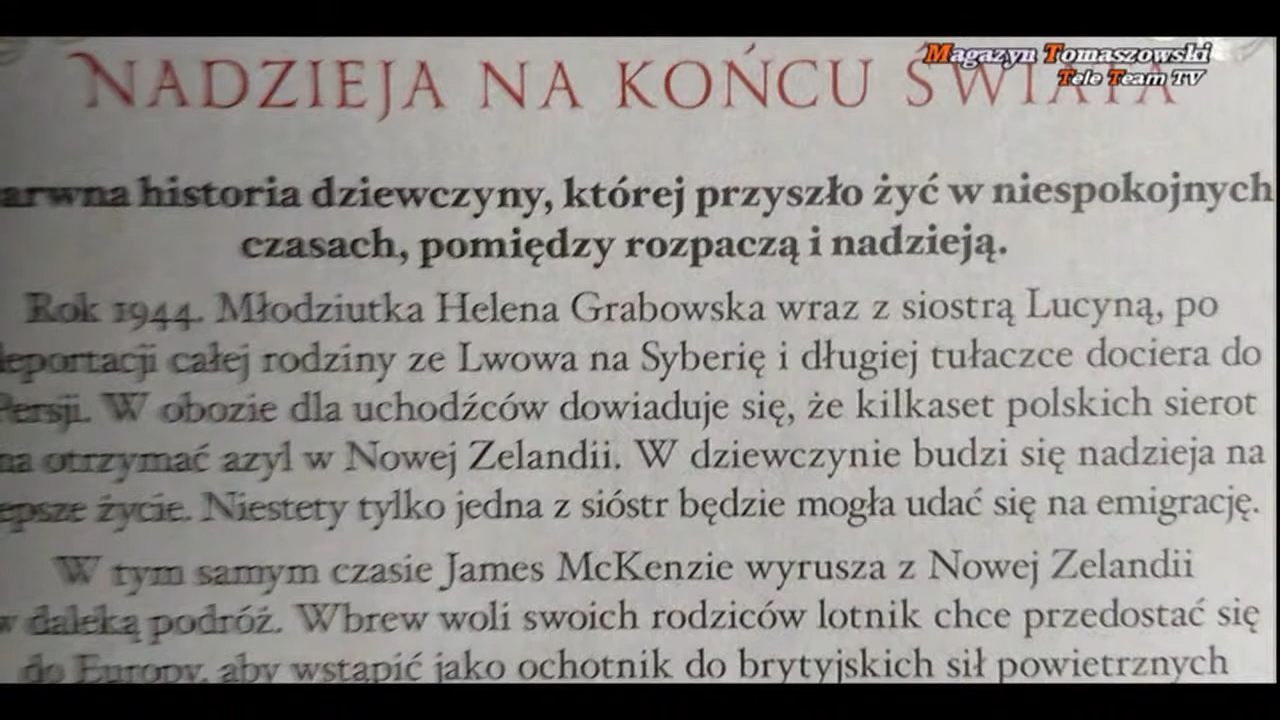 Magazyn Tomaszowski
Tele Team TV
NADZIEJA NA KOŃCU ŚWIATA
arwna historia dziewczyny, której przyszło żyć w niespokojnych
czasach, pomiędzy rozpaczą i nadzieją.
Rok 1944. Młodziutka Helena Grabowska wraz z siostrą Lucyną, po
deportacji całej rodziny ze Lwowa na Syberię i długiej tułaczce dociera do
Persji. W obozie dla uchodźców dowiaduje się, że kilkaset polskich sierot
ma otrzymać azyl w Nowej Zelandii. W dziewczynie budzi się nadzieja na
epsze życie. Niestety tylko jedna z sióstr będzie mogła udać się na emigrację.
W tym samym czasie James McKenzie wyrusza z Nowej Zelandii
w daleką podróż. Wbrew woli swoich rodziców lotnik chce przedostać się
do Europy, aby wstąpić jako ochotnik do brytyjskich sił powietrznych